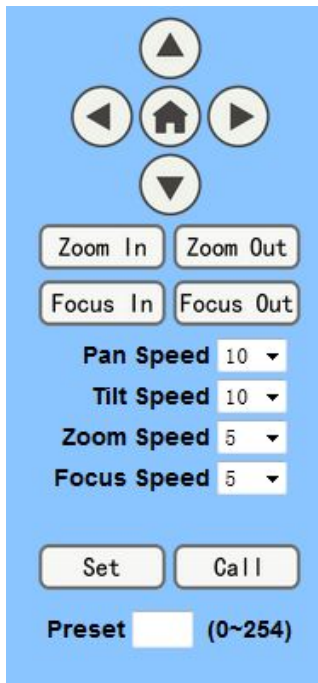 Zoom In Zoom Out
Focus In Focus Out
Pan Speed 10
Tilt Speed 10
Zoom Speed 5
Focus Speed 5
Set Call
Preset (0~254)